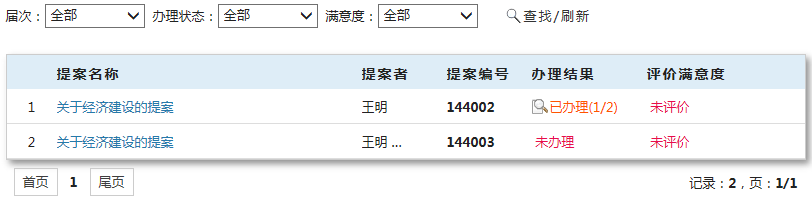 届次：全部 办理状态：全部 满意度：全部 查找/刷新
提案名称 提案者 提案编号 办理结果 评价满意度
1 关于经济建设的提案 王明 144002 已办理(1/2) 未评价
2 关于经济建设的提案 王明 ... 144003 未办理 未评价
首页 1 尾页 记录：2，页：1/1